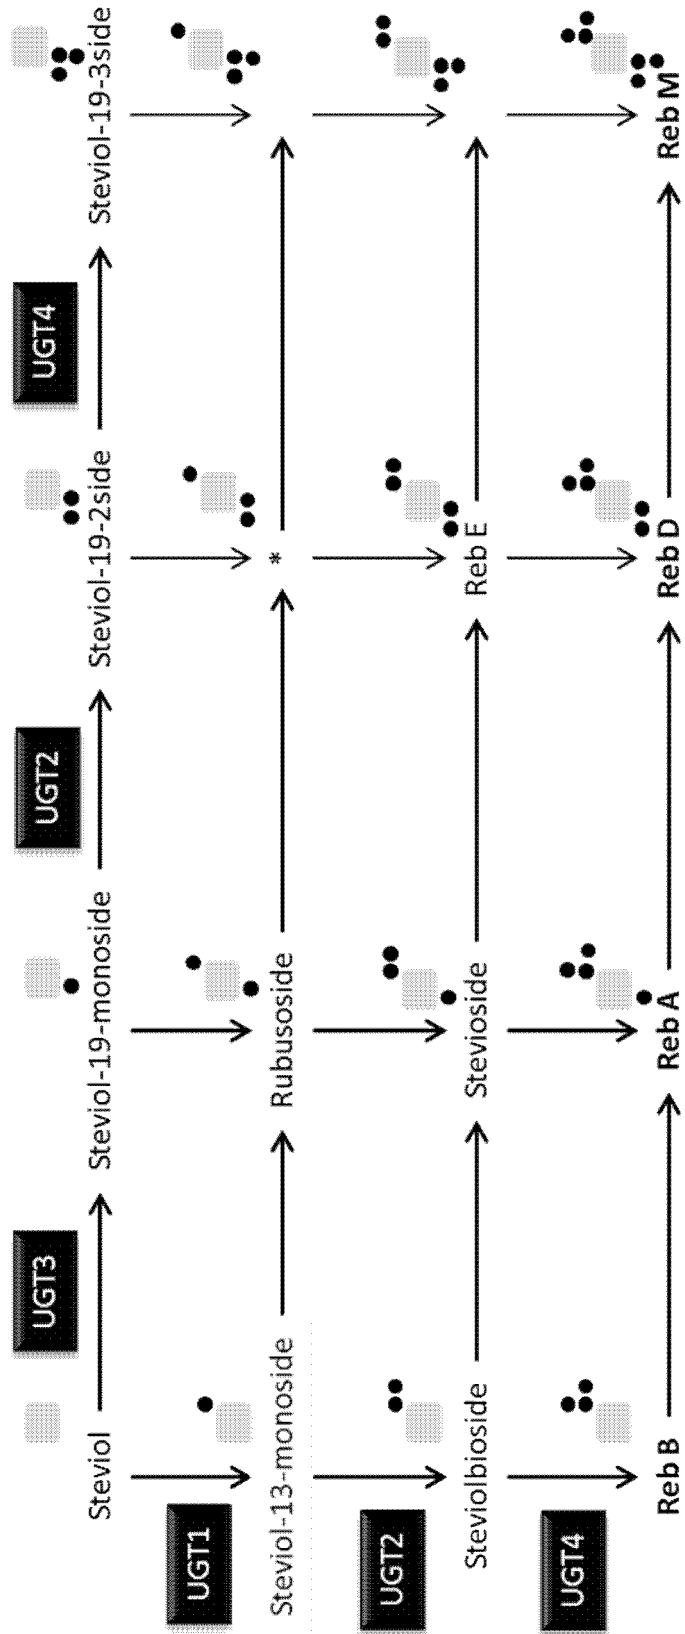 UGT3
UGT2
UGT4
Steviol
Steviol-19-monoside
Steviol-19-2side
Steviol-19-3side
UGT1
Steviol-13-monoside
Rubusoside
*
UGT2
Steviolbioside
Stevioside
Reb E
UGT4
Reb B
Reb A
Reb D
Reb M